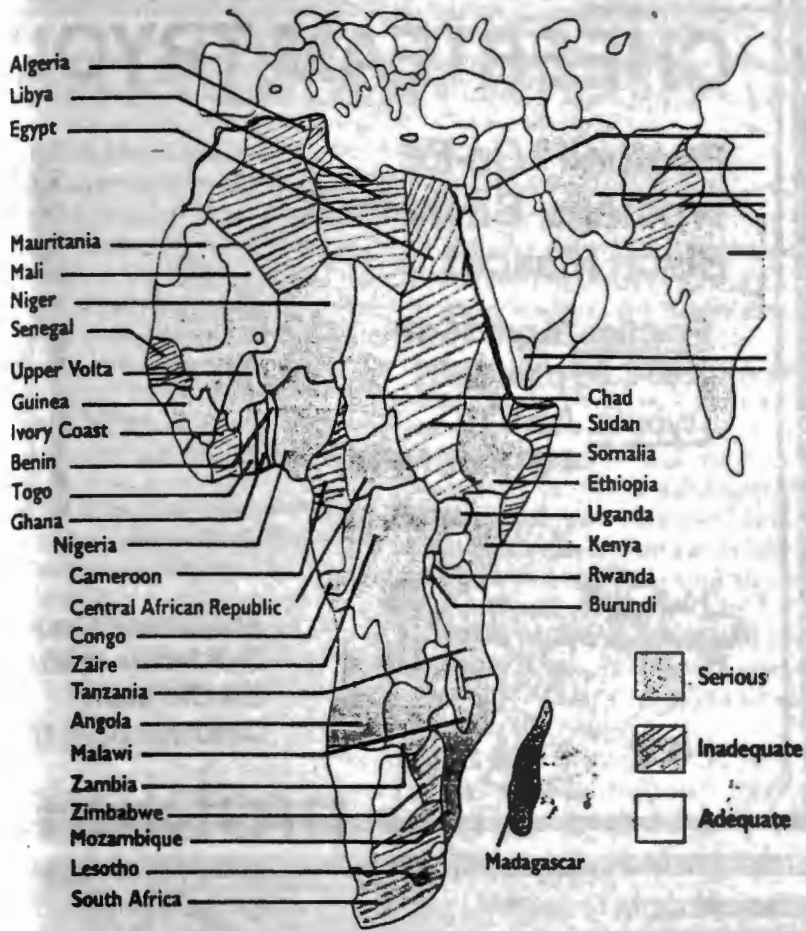 Algeria
Libya
Egypt
Mauritania
Mali
Niger
Senegal
Upper Volta
Guinea
Ivory Coast
Benin
Togo
Ghana
Nigeria
Cameroon
Central African Republic
Congo
Zaire
Tanzania
Angola
Malawi
Zambia
Zimbabwe
Mozambique
Lesotho
South Africa
Chad
Sudan
Somalia
Ethiopia
Uganda
Kenya
Rwanda
Burundi
Madagascar
Serious
Inadequate
Adequate